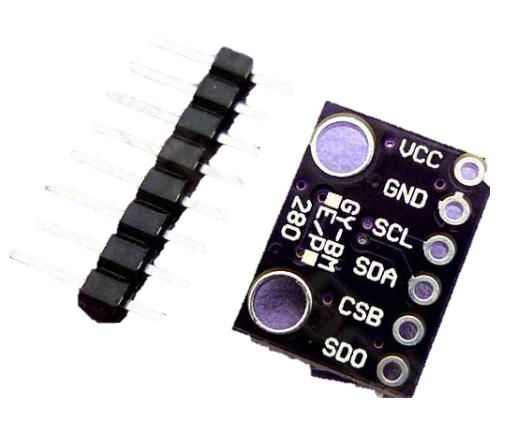 VCC
GND
SCL
SDA
CSB
SDO
GY-BM
E/P
280